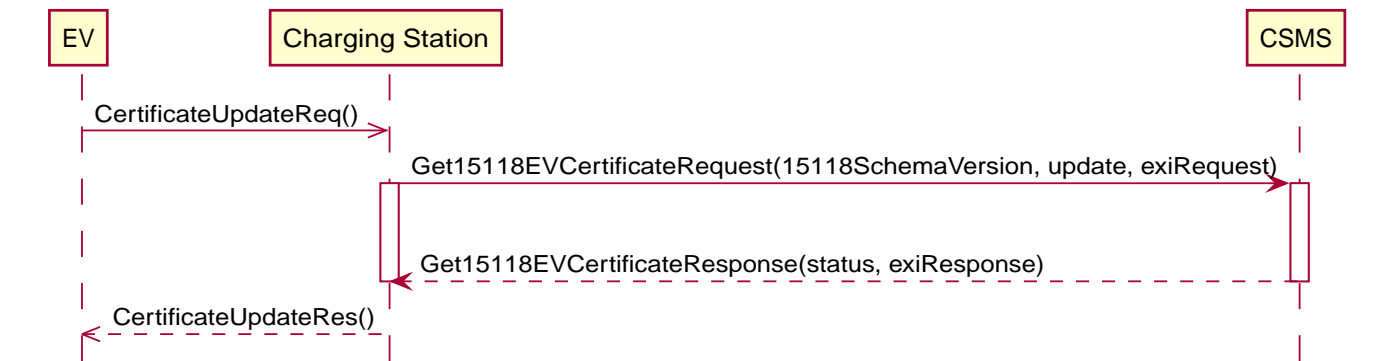 EV
Charging Station
CSMS
CertificateUpdateReq()
Get15118EVCertificateRequest(15118SchemaVersion, update, exiRequest)
Get15118EVCertificateResponse(status, exiResponse)
CertificateUpdateRes()